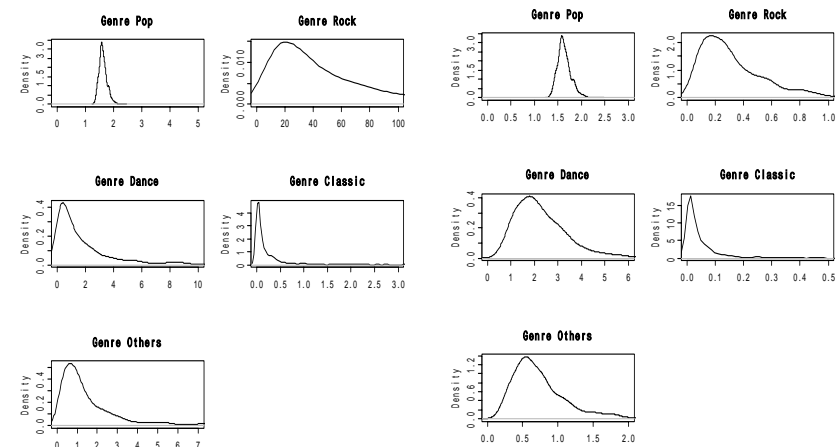 Genre Pop
Density
0.0 1.5 3.0
0 1 2 3 4 5
Genre Rock
Density
0.000 0.010
0 20 40 60 80 100
Genre Pop
Density
0.0 1.5 3.0
0.0 0.5 1.0 1.5 2.0 2.5 3.0
Genre Rock
Density
0.0 1.0 2.0
0.0 0.2 0.4 0.6 0.8 1.0
Genre Dance
Density
0.0 0.2 0.4
0 2 4 6 8 10
Genre Classic
Density
0 1 2 3 4
0.0 0.5 1.0 1.5 2.0 2.5 3.0
Genre Dance
Density
0.0 0.2 0.4
0 1 2 3 4 5 6
Genre Classic
Density
0 5 10 15
0.0 0.1 0.2 0.3 0.4 0.5
Genre Others
Density
0.0 0.2 0.4
0 1 2 3 4 5 6 7
Genre Others
Density
0.0 0.6 1.2
0.0 0.5 1.0 1.5 2.0